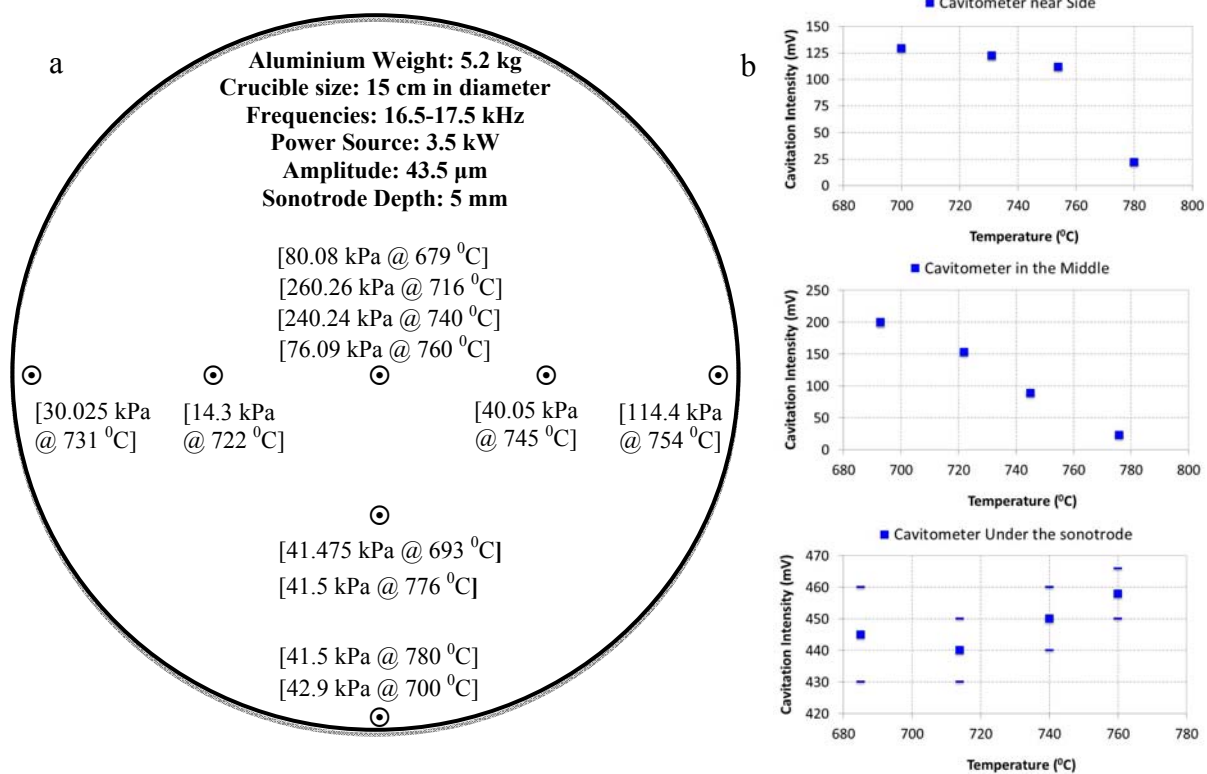 a
Aluminium Weight: 5.2 kg
Crucible size: 15 cm in diameter
Frequencies: 16.5-17.5 kHz
Power Source: 3.5 kW
Amplitude: 43.5 µm
Sonotrode Depth: 5 mm
[80.08 kPa @ 679 ⁰C]
[260.26 kPa @ 716 ⁰C]
[240.24 kPa @ 740 ⁰C]
[76.09 kPa @ 760 ⁰C]
[30.025 kPa
@ 731 ⁰C]
[14.3 kPa
@ 722 ⁰C]
[40.05 kPa
@ 745 ⁰C]
[114.4 kPa
@ 754 ⁰C]
[41.475 kPa @ 693 ⁰C]
[41.5 kPa @ 776 ⁰C]
[41.5 kPa @ 780 ⁰C]
[42.9 kPa @ 700 ⁰C]
b
Cavitometer near Side
Cavitation Intensity (mV)
150
125
100
75
50
25
0
680 700 720 740 760 780 800
Temperature (⁰C)
Cavitometer in the Middle
Cavitation Intensity (mV)
250
200
150
100
50
0
680 700 720 740 760 780 800
Temperature (⁰C)
Cavitometer Under the sonotrode
Cavitation Intensity (mV)
470
460
450
440
430
420
680 700 720 740 760 780
Temperature (⁰C)